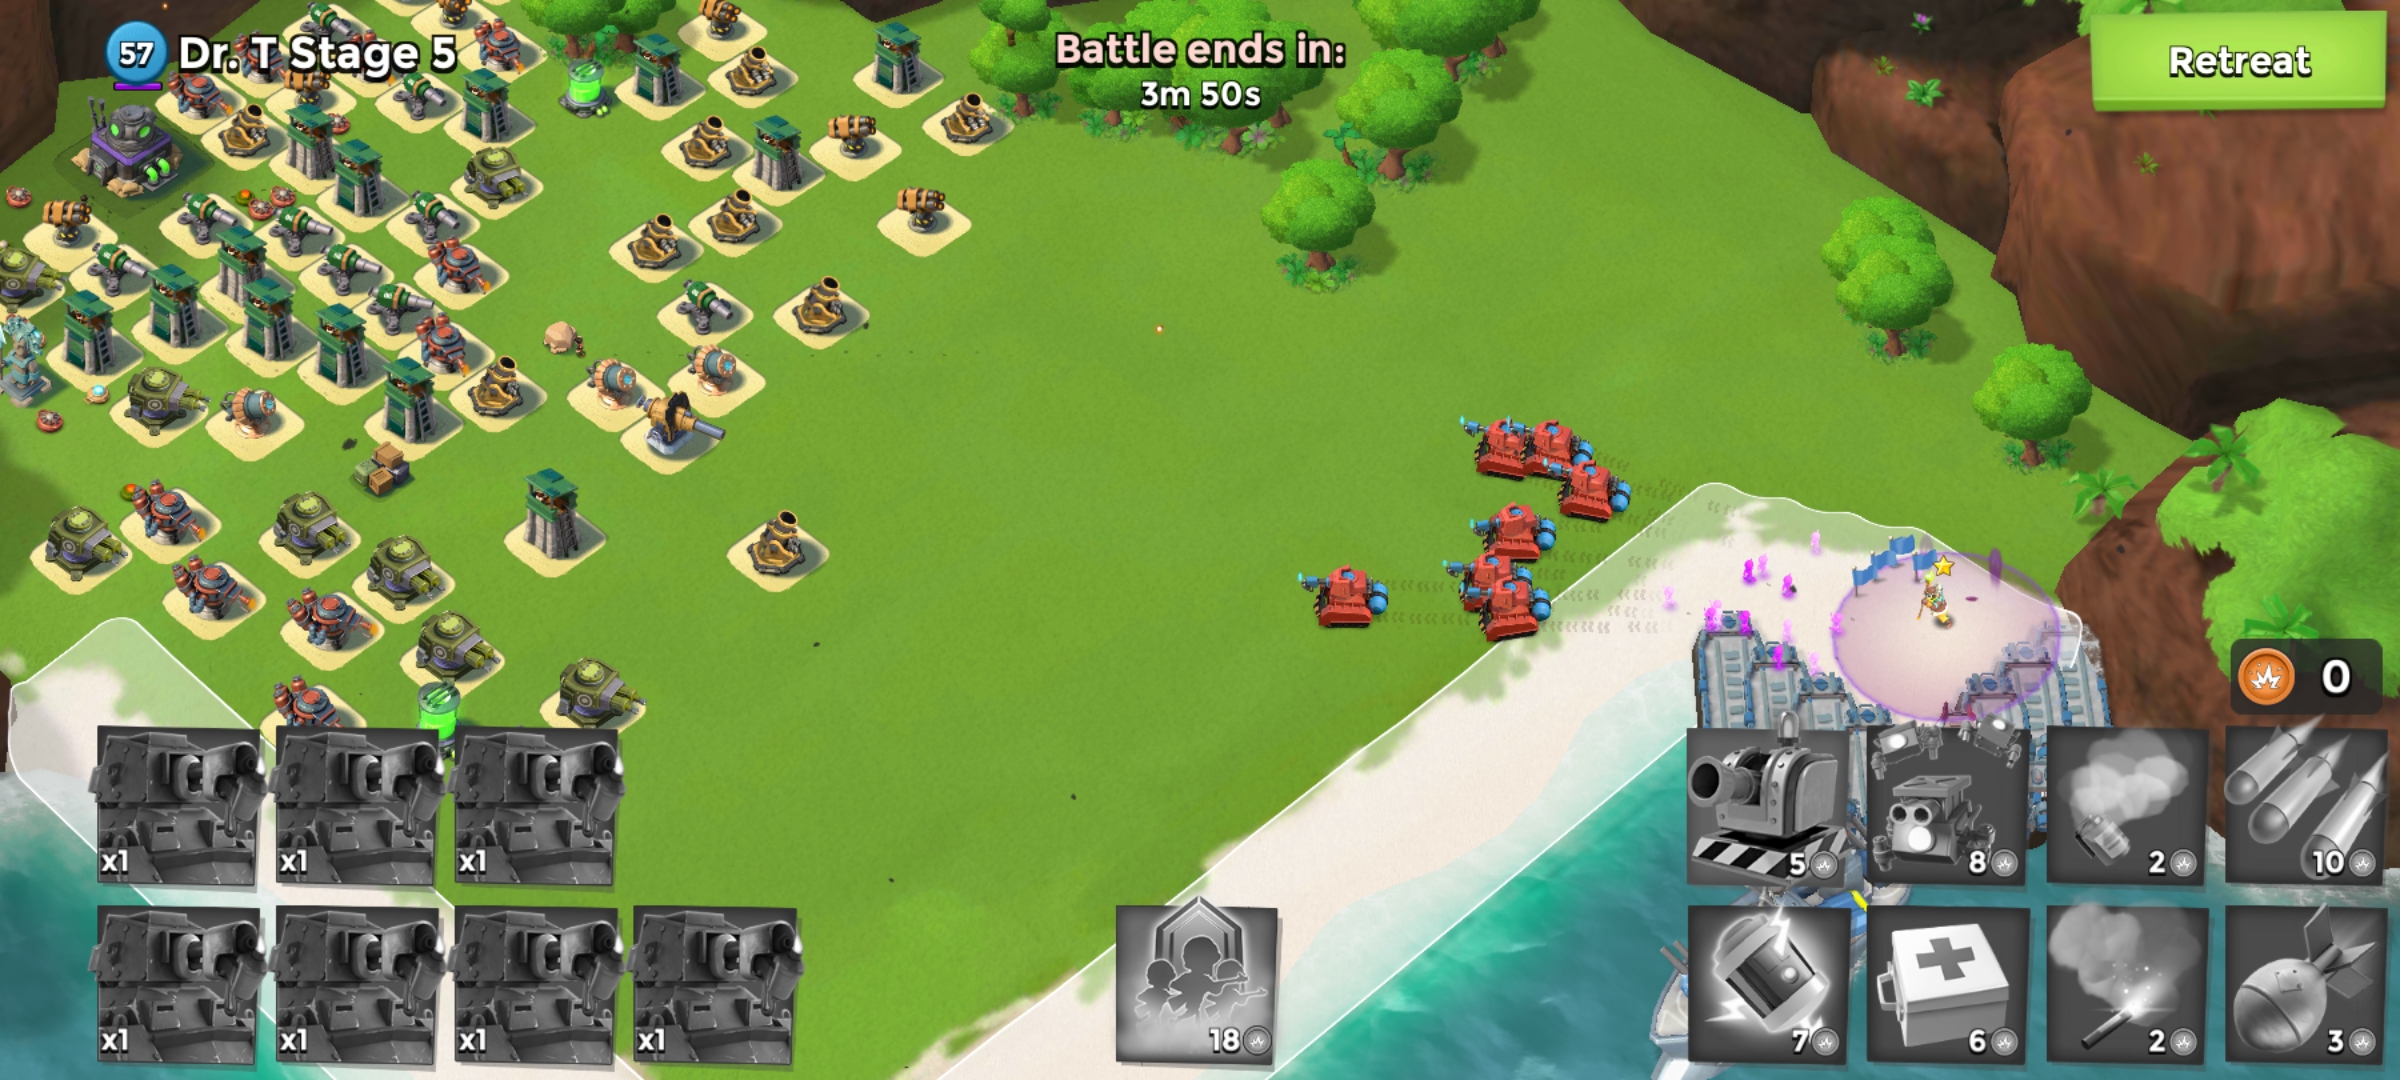 57 Dr. T Stage 5
Battle ends in:
3m 50s
Retreat
0
x1 x1 x1
5 8 2 10
x1 x1 x1 x1
18
7 6 2 3